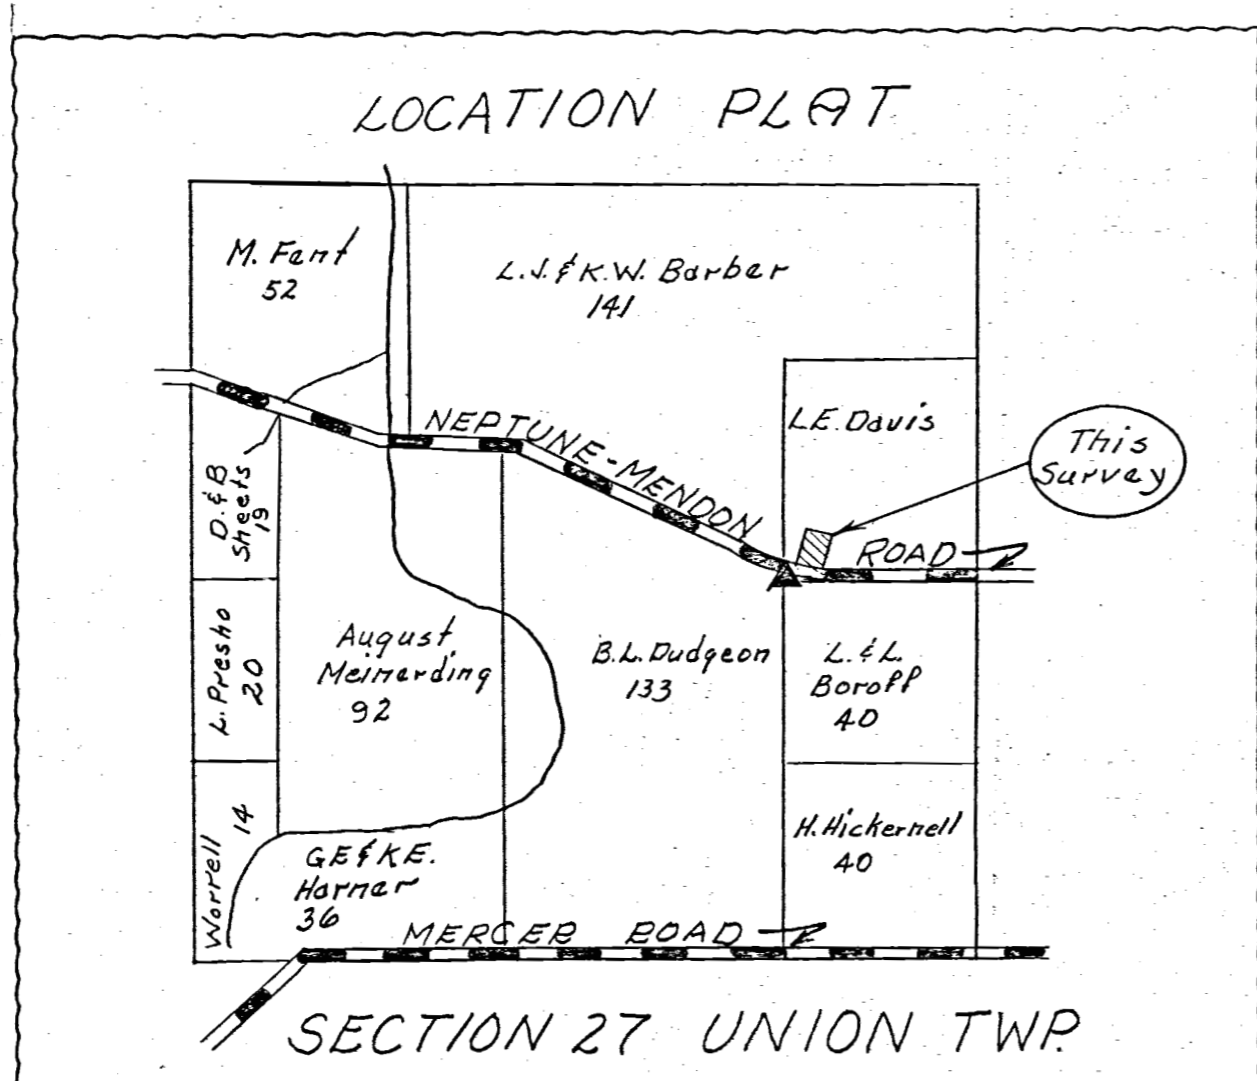 LOCATION PLAT
M. Fent
52
L.J. & K.W. Barber
141
L.E. Davis
This
Survey
NEPTUNE-MENDON
ROAD
D. & B
Sheets
19
August
Meinerding
92
B.L. Dudgeon
133
L. & L.
Boroff
40
L. Presho
20
Worrell
14
G.E & K.E.
Harner
36
H. Hickernell
40
MERCER ROAD
SECTION 27 UNION TWP.